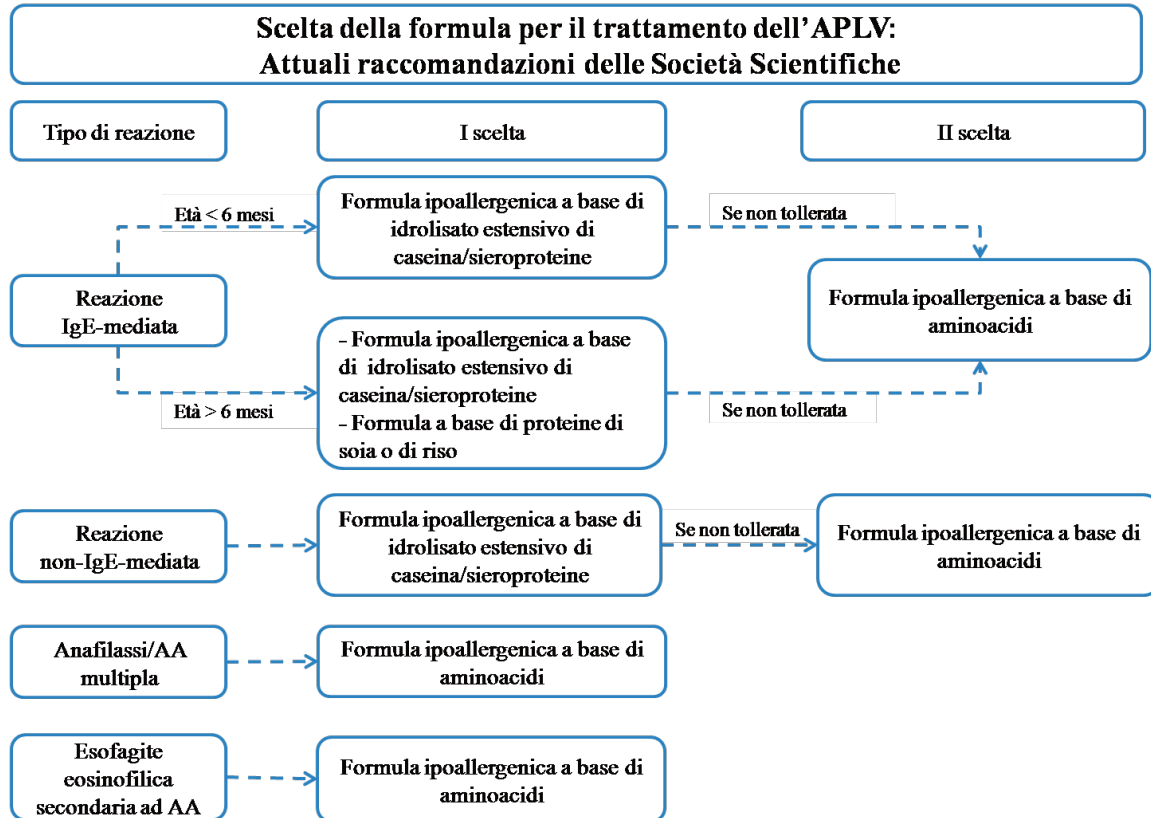 Scelta della formula per il trattamento dell'APLV:
Attuali raccomandazioni delle Società Scientifiche
Tipo di reazione
I scelta
II scelta
Età < 6 mesi
Formula ipoallergenica a base di
idrolisato estensivo di
caseina/sieroproteine
Se non tollerata
Reazione
IgE-mediata
Formula ipoallergenica a base di
aminoacidi
Età > 6 mesi
- Formula ipoallergenica a base
di idrolisato estensivo di
caseina/sieroproteine
- Formula a base di proteine di
soia o di riso
Se non tollerata
Reazione
non-IgE-mediata
Formula ipoallergenica a base di
idrolisato estensivo di
caseina/sieroproteine
Se non tollerata
Formula ipoallergenica a base di
aminoacidi
Anafilassi/AA
multipla
Formula ipoallergenica a base di
aminoacidi
Esofagite
eosinofilica
secondaria ad AA
Formula ipoallergenica a base di
aminoacidi